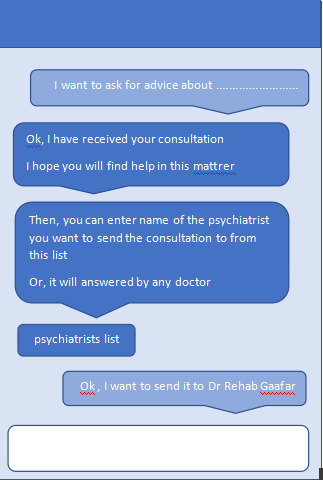 I want to ask for advice about ...........................
Ok, I have received your consultation
I hope you will find help in this mattrer
Then, you can enter name of the psychiatrist
you want to send the consultation to from
this list
Or, it will answered by any doctor
psychiatrists list
Ok , I want to send it to Dr Rehab Gaafar